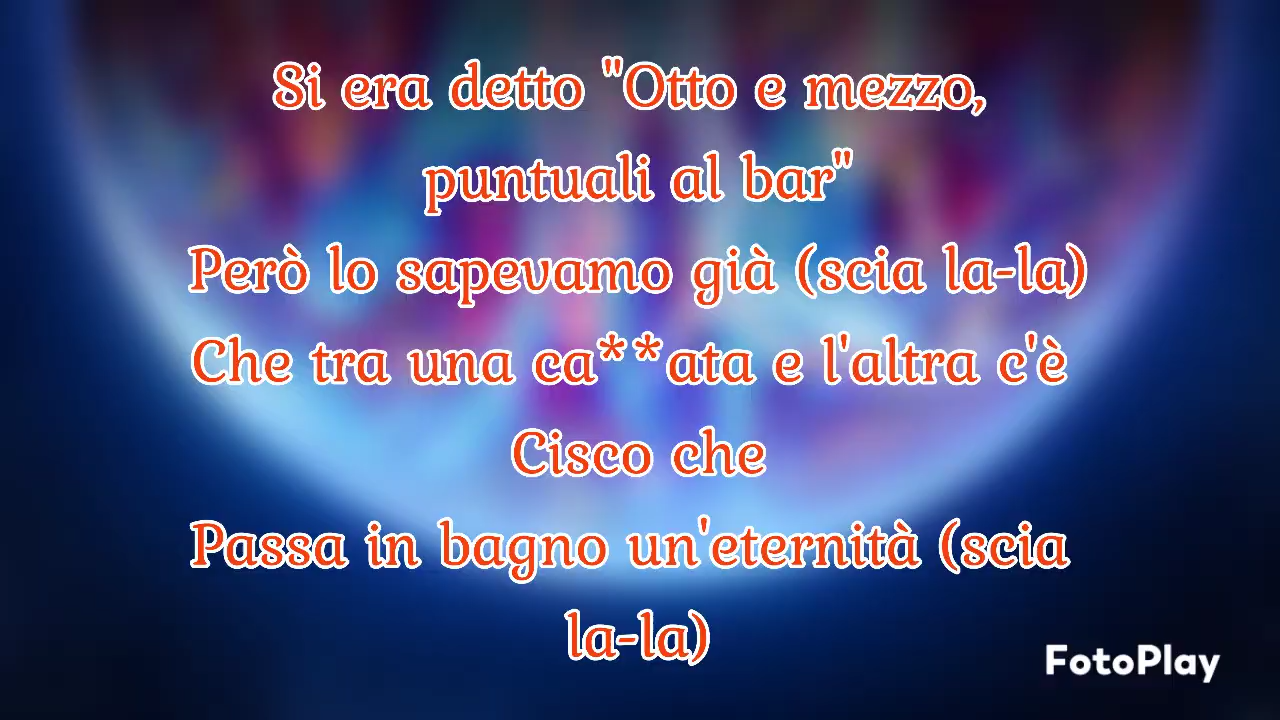 Si era detto "Otto e mezzo,
puntuali al bar"
Però lo sapevamo già (scia la-la)
Che tra una ca**ata e l'altra c'è
Cisco che
Passa in bagno un'eternità (scia
la-la)
FotoPlay